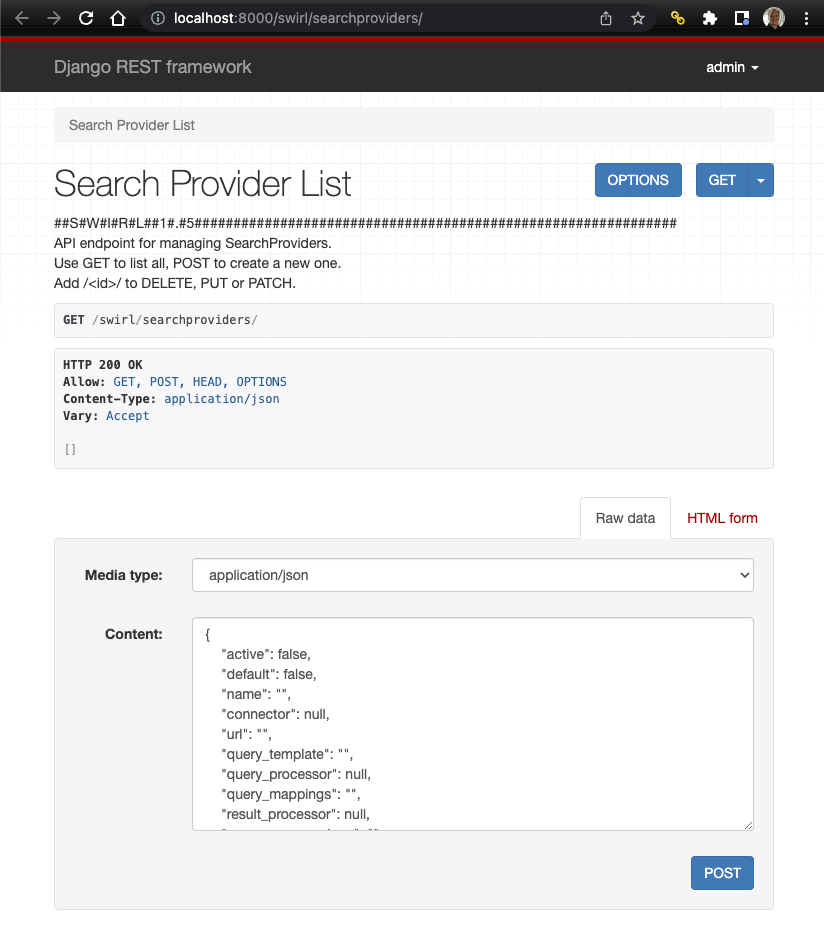 localhost:8000/swirl/searchproviders/
Django REST framework
admin
Search Provider List
Search Provider List
OPTIONS
GET
##S#W#I#R#L##1#.#5##############################################################
API endpoint for managing SearchProviders.
Use GET to list all, POST to create a new one.
Add /<id>/ to DELETE, PUT or PATCH.
GET /swirl/searchproviders/
HTTP 200 OK
Allow: GET, POST, HEAD, OPTIONS
Content-Type: application/json
Vary: Accept
[]
Raw data
HTML form
Media type:
application/json
Content:
{
"active": false,
"default": false,
"name": "",
"connector": null,
"url": "",
"query_template": "",
"query_processor": null,
"query_mappings": "",
"result_processor": null,
POST